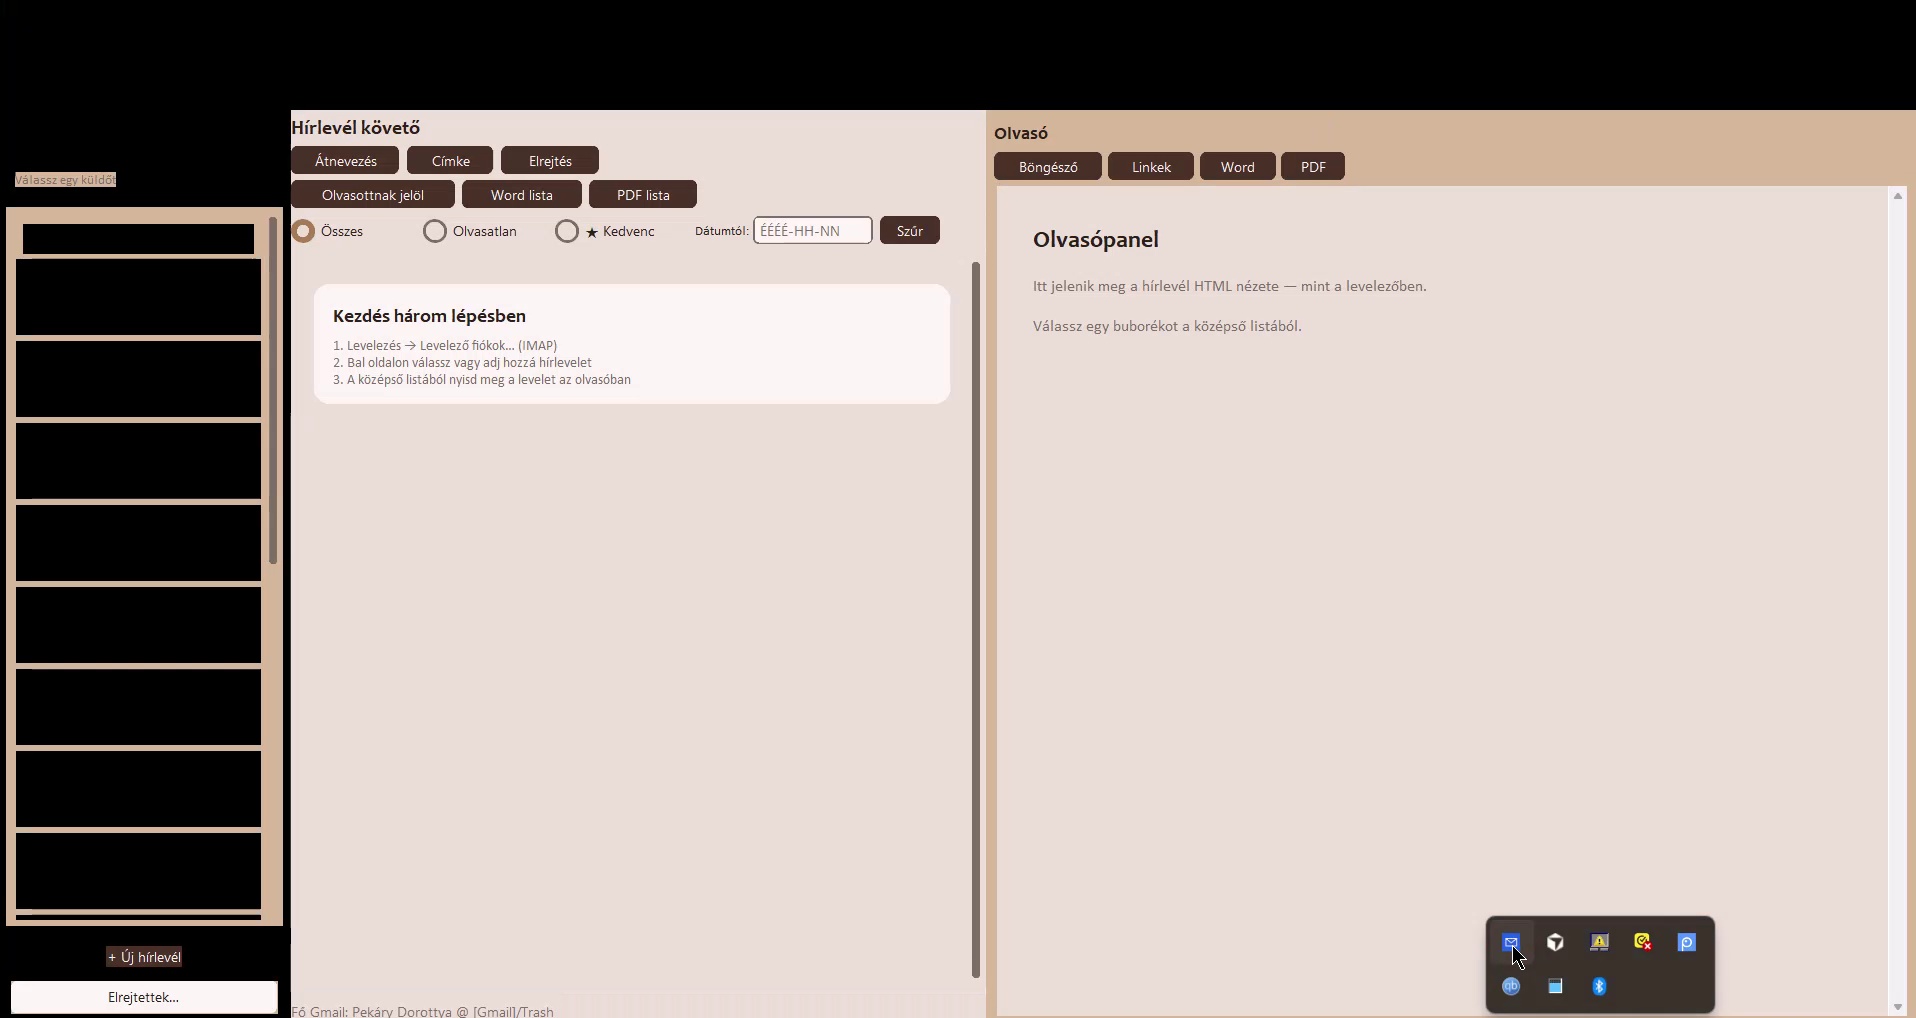 Válassz egy küldőt
+ Új hírlevél
Elrejtettek...
Hírlevél követő
Átnevezés Címke Elrejtés
Olvasottnak jelöl Word lista PDF lista
Összes Olvasatlan ★ Kedvenc Dátumtól: ÉÉÉÉ-HH-NN Szűr
Kezdés három lépésben
1. Levelezés → Levelező fiókok... (IMAP)
2. Bal oldalon válassz vagy adj hozzá hírlevelet
3. A középső listából nyisd meg a levelet az olvasóban
Fő Gmail: Pekáry Dorottya @ [Gmail]/Trash
Olvasó
Böngésző Linkek Word PDF
Olvasópanel
Itt jelenik meg a hírlevél HTML nézete — mint a levelezőben.
Válassz egy buborékot a középső listából.
qb